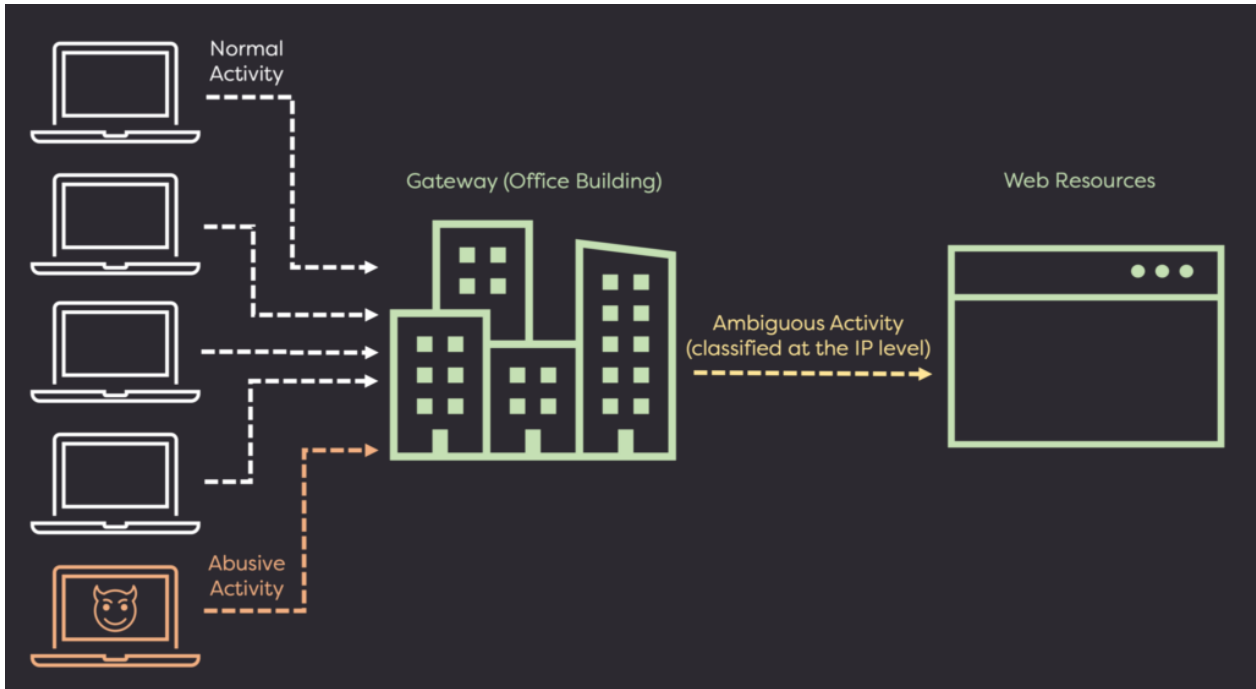 Normal
Activity
Gateway (Office Building)
Web Resources
Ambiguous Activity
(classified at the IP level)
Abusive
Activity